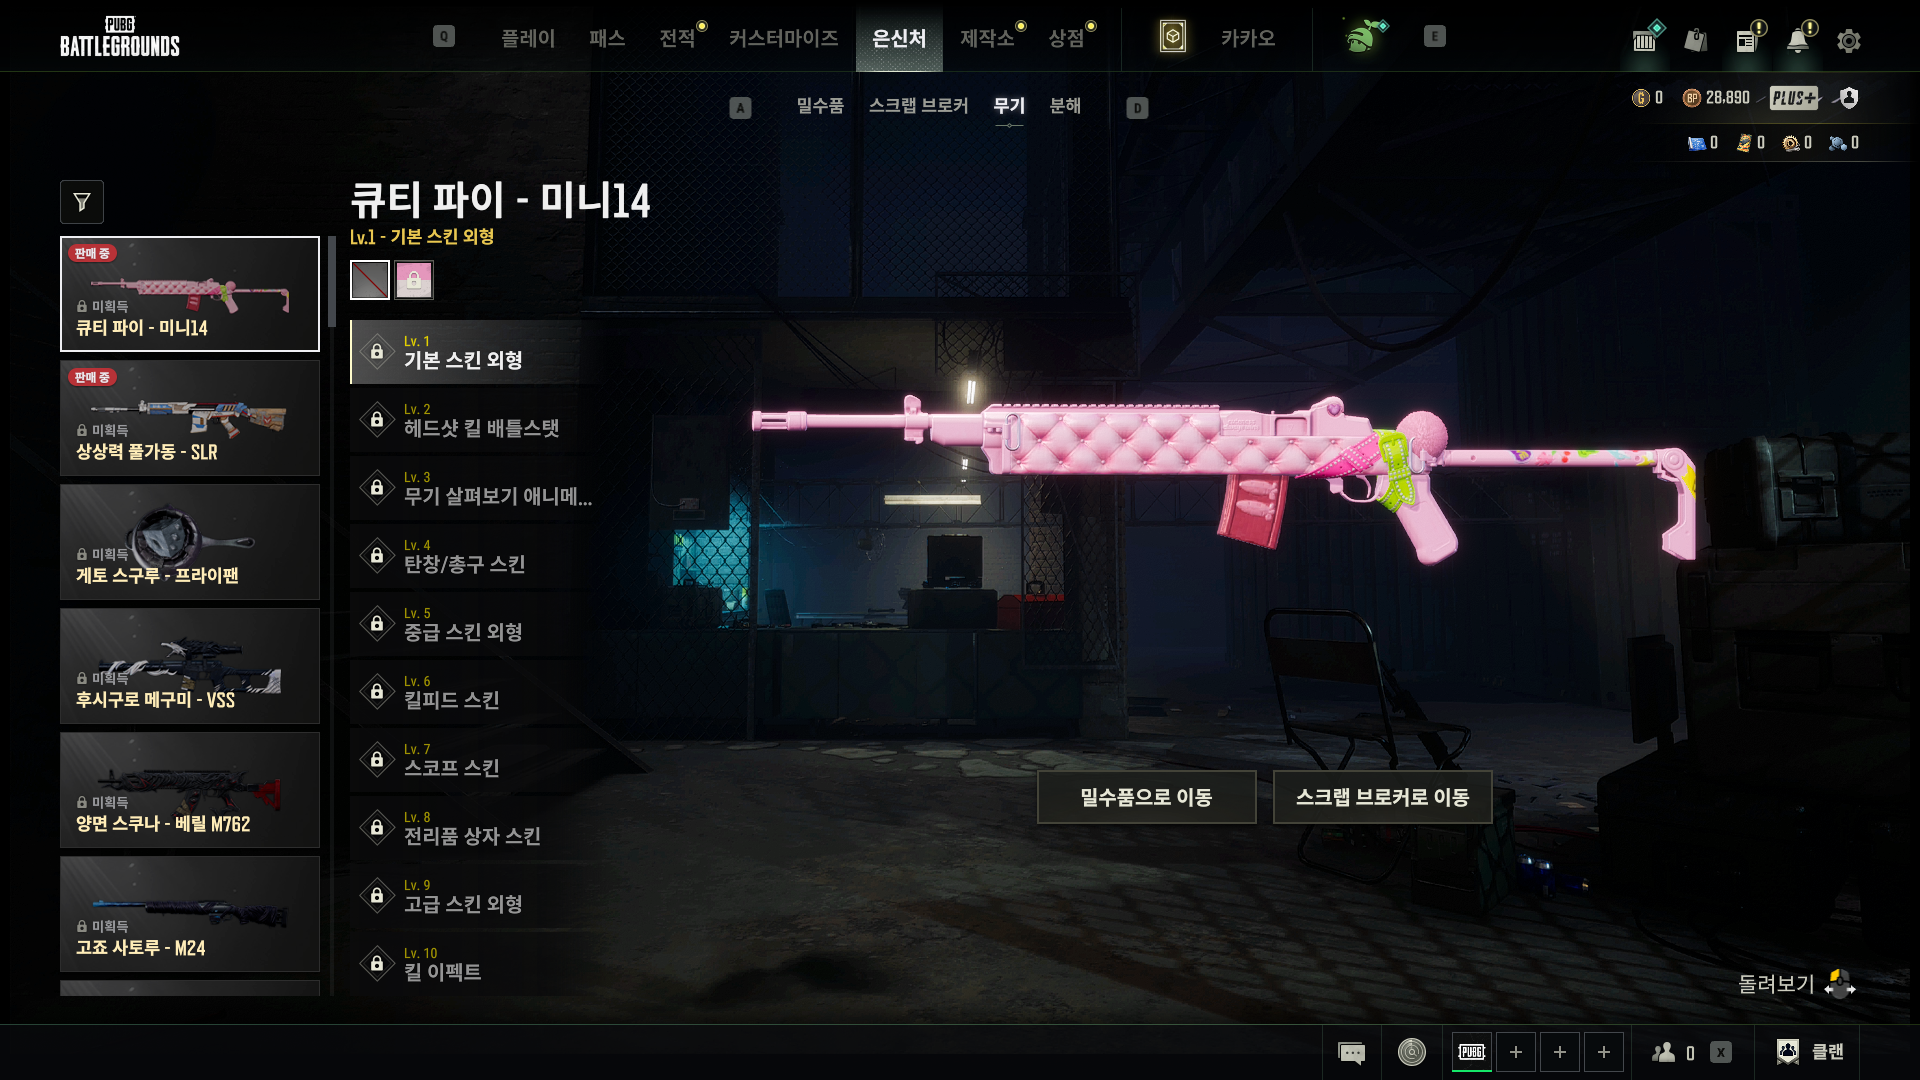 PUBG
BATTLEGROUNDS
Q
플레이
패스
전적
커스터마이즈
은신처
제작소
상점
카카오
E
A
밀수품
스크랩 브로커
무기
분해
D
G 0
BP 28,890
PLUS+
0
0
0
0
큐티 파이 - 미니14
Lv.1 - 기본 스킨 외형
판매 중
미획득
큐티 파이 - 미니14
판매 중
미획득
상상력 풀가동 - SLR
미획득
게토 스구루 - 프라이팬
미획득
후시구로 메구미 - VSS
미획득
양면 스쿠나 - 베릴 M762
미획득
고죠 사토루 - M24
Lv. 1
기본 스킨 외형
Lv. 2
헤드샷 킬 배틀스탯
Lv. 3
무기 살펴보기 애니메...
Lv. 4
탄창/총구 스킨
Lv. 5
중급 스킨 외형
Lv. 6
킬피드 스킨
Lv. 7
스코프 스킨
Lv. 8
전리품 상자 스킨
Lv. 9
고급 스킨 외형
Lv. 10
킬 이펙트
밀수품으로 이동
스크랩 브로커로 이동
돌려보기
PUBG
+
+
+
0
X
클랜